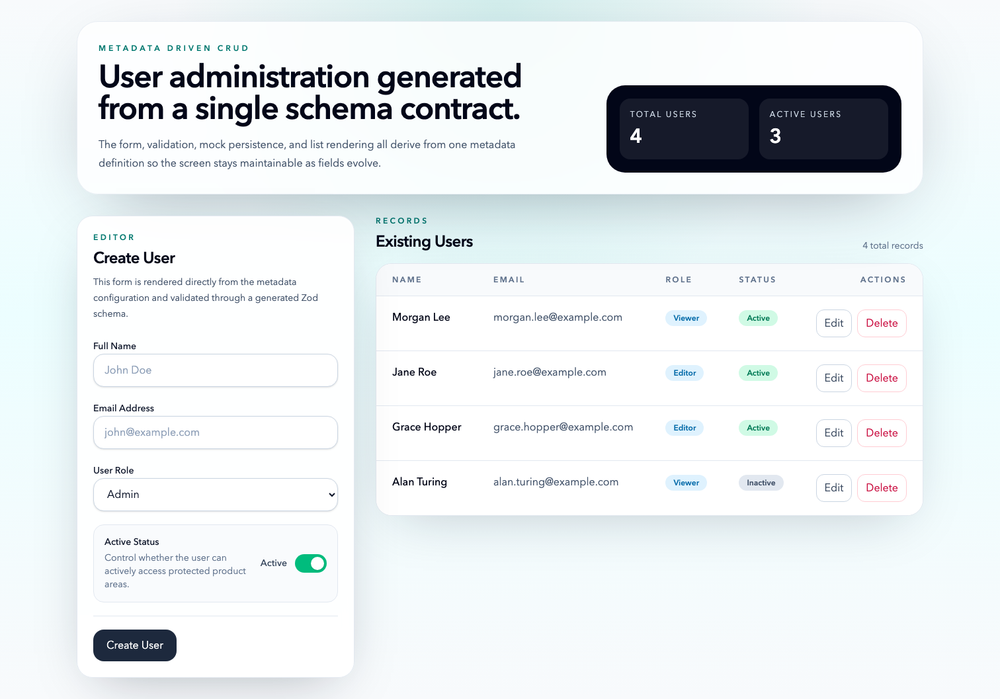 METADATA DRIVEN CRUD
User administration generated
from a single schema contract.
The form, validation, mock persistence, and list rendering all derive from one metadata
definition so the screen stays maintainable as fields evolve.
TOTAL USERS
4
ACTIVE USERS
3
EDITOR
Create User
This form is rendered directly from the metadata
configuration and validated through a generated Zod
schema.
Full Name
John Doe
Email Address
john@example.com
User Role
Admin
Active Status
Control whether the user can
actively access protected product
areas.
Active
Create User
RECORDS
Existing Users
4 total records
NAME EMAIL ROLE STATUS ACTIONS
Morgan Lee morgan.lee@example.com Viewer Active Edit Delete
Jane Roe jane.roe@example.com Editor Active Edit Delete
Grace Hopper grace.hopper@example.com Editor Active Edit Delete
Alan Turing alan.turing@example.com Viewer Inactive Edit Delete